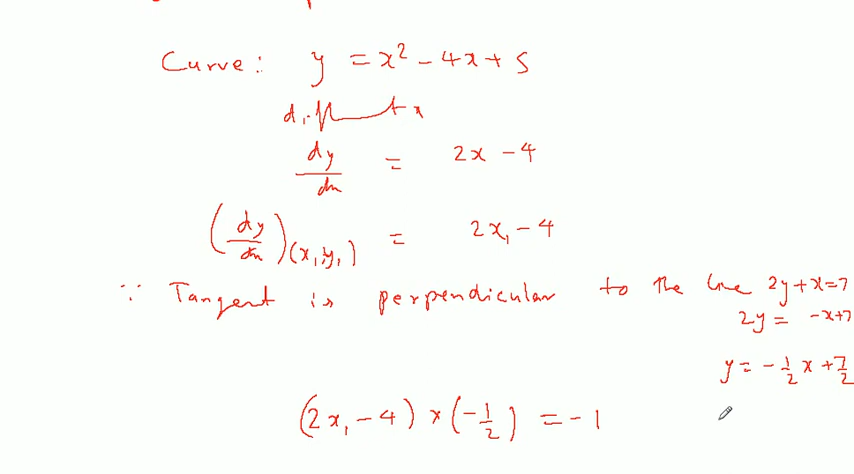 Curve: y = x² - 4x + 5
diff w.r.t x
dy/dx = 2x - 4
(dy/dx)(x₁,y₁) = 2x₁ - 4
∵ Tangent is perpendicular to the line 2y + x = 7
2y = -x + 7
y = -1/2 x + 7/2
(2x₁ - 4) × (-1/2) = -1